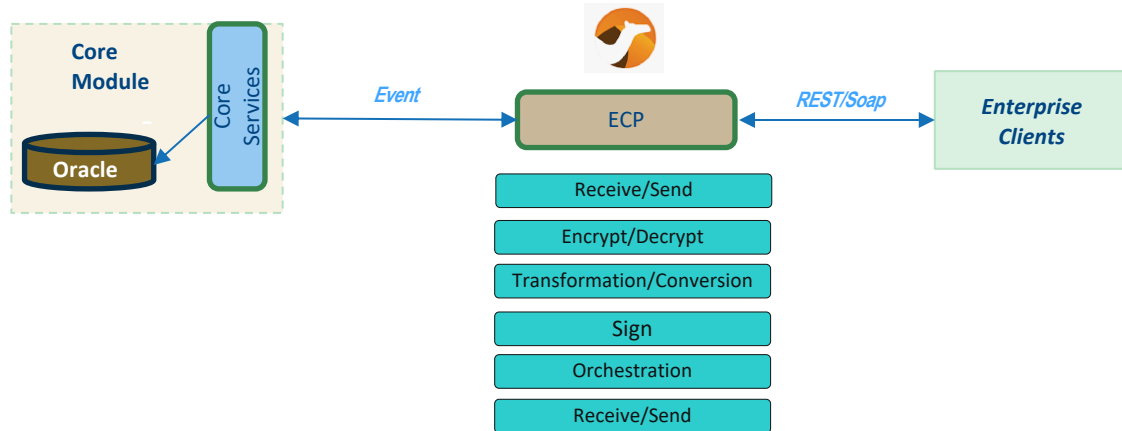 Core
Module
Core
Services
Oracle
Event
ECP
REST/Soap
Enterprise
Clients
Receive/Send
Encrypt/Decrypt
Transformation/Conversion
Sign
Orchestration
Receive/Send